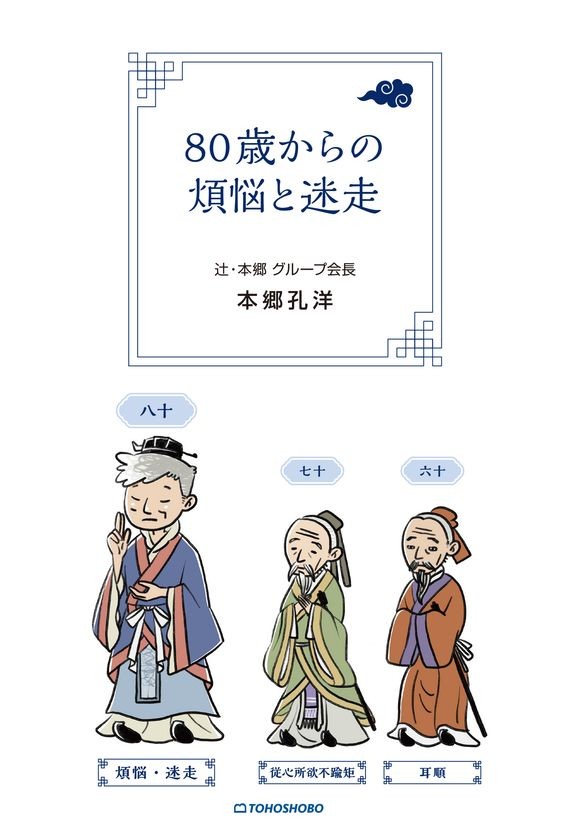 80歳からの
煩悩と迷走
辻・本郷 グループ会長
本郷孔洋
八十
七十
六十
煩悩・迷走
従心所欲不踰矩
耳順
TOHOSHOBO